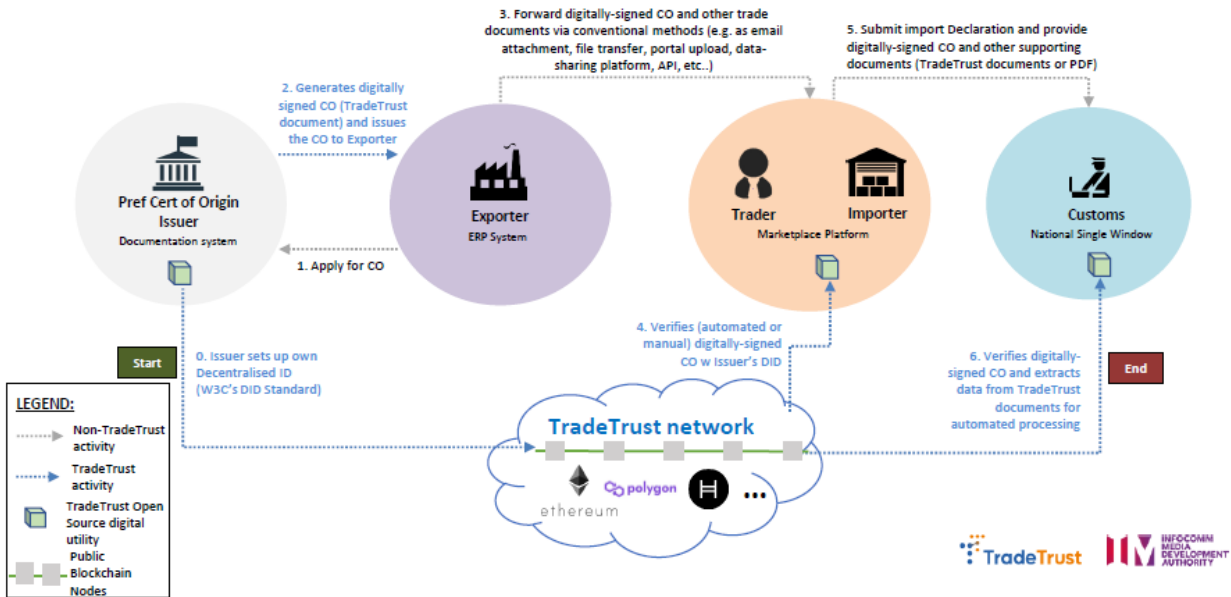 3. Forward digitally-signed CO and other trade
documents via conventional methods (e.g. as email
attachment, file transfer, portal upload, data-
sharing platform, API, etc..)
5. Submit import Declaration and provide
digitally-signed CO and other supporting
documents (TradeTrust documents or PDF)
2. Generates digitally
signed CO (TradeTrust
document) and issues
the CO to Exporter
Pref Cert of Origin
Issuer
Documentation system
Exporter
ERP System
Trader
Importer
Marketplace Platform
Customs
National Single Window
1. Apply for CO
Start
0. Issuer sets up own
Decentralised ID
(W3C's DID Standard)
4. Verifies (automated or
manual) digitally-signed
CO w Issuer's DID
6. Verifies digitally-
signed CO and extracts
data from TradeTrust
documents for
automated processing
End
LEGEND:
Non-TradeTrust
activity
TradeTrust
activity
TradeTrust Open
Source digital
utility
Public
Blockchain
Nodes
TradeTrust network
ethereum
polygon
...
TradeTrust
INFOCOMM
MEDIA
DEVELOPMENT
AUTHORITY